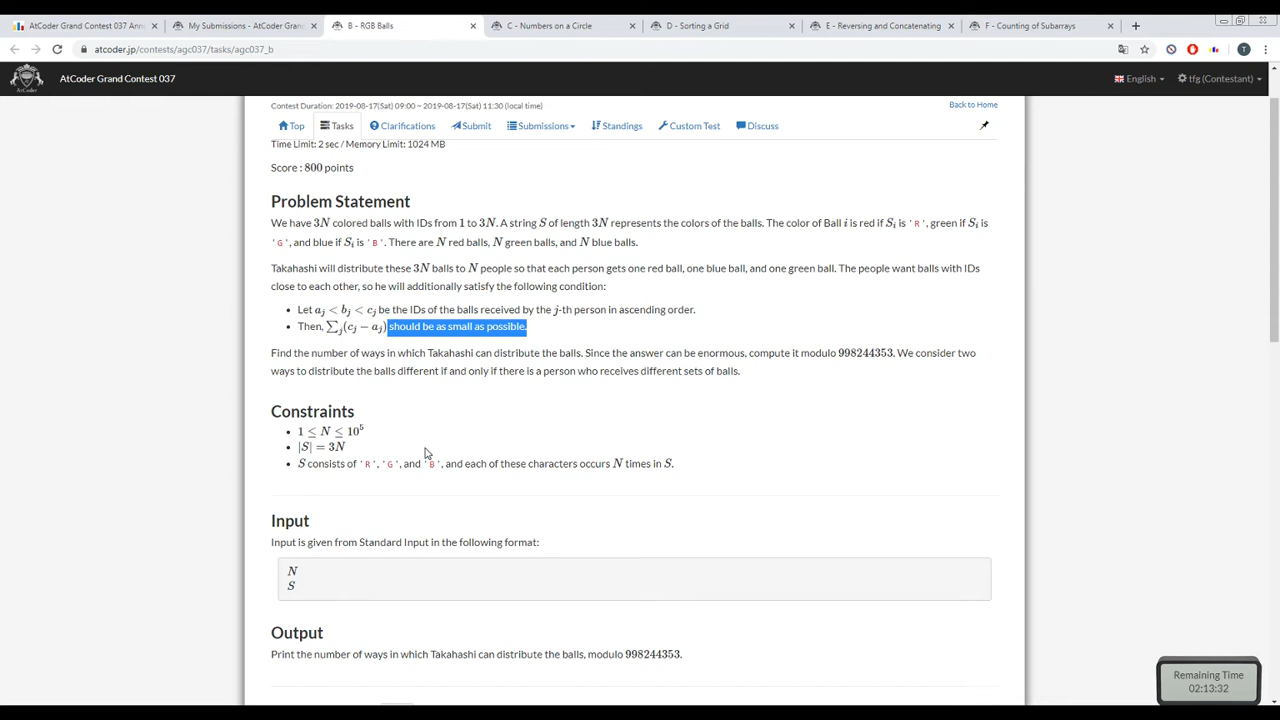 AtCoder Grand Contest 037 Ann
My Submissions - AtCoder Gran
B - RGB Balls
C - Numbers on a Circle
D - Sorting a Grid
E - Reversing and Concatenating
F - Counting of Subarrays
atcoder.jp/contests/agc037/tasks/agc037_b
T
AtCoder Grand Contest 037
English
tfg (Contestant)
Contest Duration: 2019-08-17(Sat) 09:00 ~ 2019-08-17(Sat) 11:30 (local time)
Back to Home
Top
Tasks
Clarifications
Submit
Submissions
Standings
Custom Test
Discuss
Time Limit: 2 sec / Memory Limit: 1024 MB
Score : 800 points
Problem Statement
We have 3N colored balls with IDs from 1 to 3N. A string S of length 3N represents the colors of the balls. The color of Ball i is red if S_i is 'R', green if S_i is
'G', and blue if S_i is 'B'. There are N red balls, N green balls, and N blue balls.
Takahashi will distribute these 3N balls to N people so that each person gets one red ball, one blue ball, and one green ball. The people want balls with IDs
close to each other, so he will additionally satisfy the following condition:
• Let a_j < b_j < c_j be the IDs of the balls received by the j-th person in ascending order.
• Then, ∑_j(c_j − a_j) should be as small as possible.
Find the number of ways in which Takahashi can distribute the balls. Since the answer can be enormous, compute it modulo 998244353. We consider two
ways to distribute the balls different if and only if there is a person who receives different sets of balls.
Constraints
• 1 ≤ N ≤ 10^5
• |S| = 3N
• S consists of 'R', 'G', and 'B', and each of these characters occurs N times in S.
Input
Input is given from Standard Input in the following format:
N
S
Output
Print the number of ways in which Takahashi can distribute the balls, modulo 998244353.
Remaining Time
02:13:32